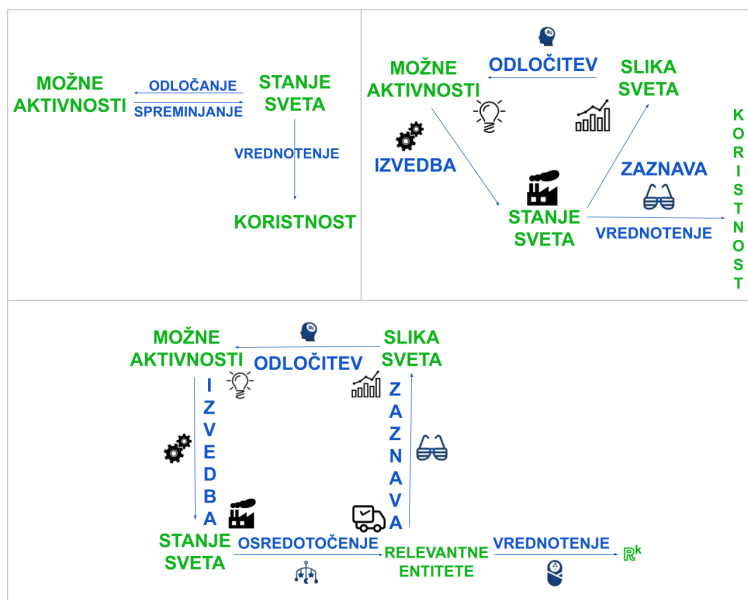 MOŽNE
AKTIVNOSTI
ODLOČANJE
SPREMINJANJE
STANJE
SVETA
VREDNOTENJE
KORISTNOST
MOŽNE
AKTIVNOSTI
ODLOČITEV
SLIKA
SVETA
IZVEDBA
ZAZNAVA
STANJE
SVETA
VREDNOTENJE
KORISTNOST
MOŽNE
AKTIVNOSTI
ODLOČITEV
SLIKA
SVETA
IZVEDBA
ZAZNAVA
STANJE
SVETA
OSREDOTOČENJE
RELEVANTNE
ENTITETE
VREDNOTENJE
ℝᵏ